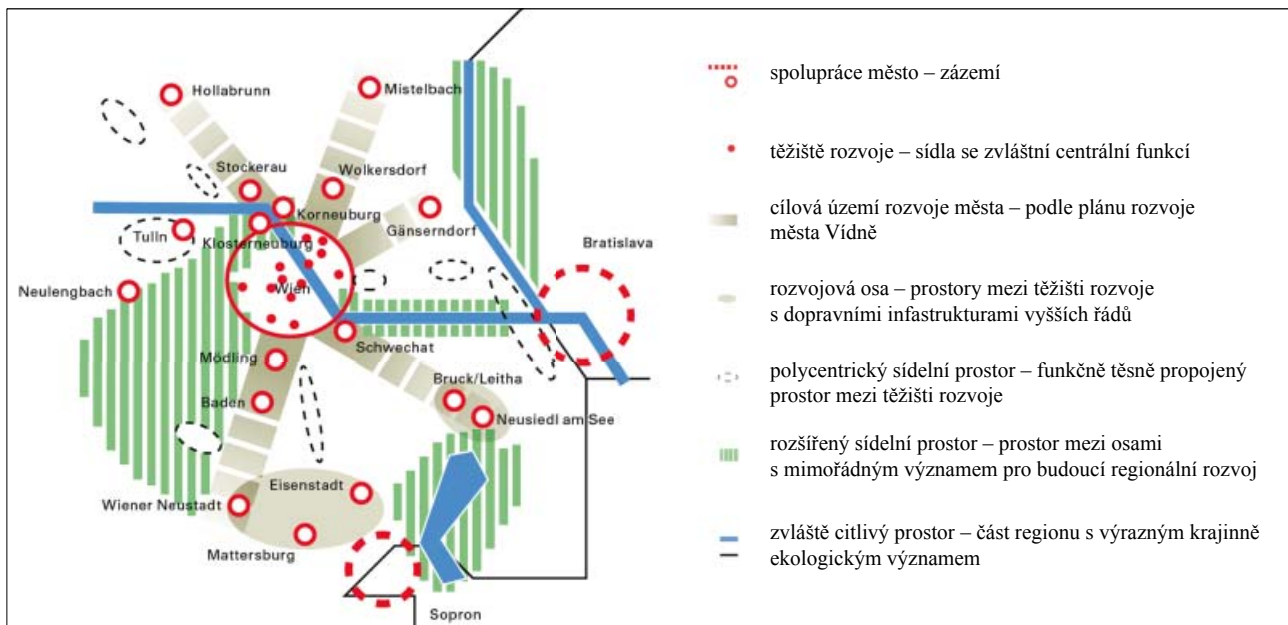 Hollabrunn
Mistelbach
Stockerau
Wolkersdorf
Korneuburg
Tulln
Klosterneuburg
Gänserndorf
Bratislava
Neulengbach
Wien
Schwechat
Mödling
Bruck/Leitha
Baden
Neusiedl am See
Eisenstadt
Wiener Neustadt
Mattersburg
Sopron
spolupráce město – zázemí
těžiště rozvoje – sídla se zvláštní centrální funkcí
cílová území rozvoje města – podle plánu rozvoje
města Vídně
rozvojová osa – prostory mezi těžišti rozvoje
s dopravními infastrukturami vyšších řádů
polycentrický sídelní prostor – funkčně těsně propojený
prostor mezi těžišti rozvoje
rozšířený sídelní prostor – prostor mezi osami
s mimořádným významem pro budoucí regionální rozvoj
zvláště citlivý prostor – část regionu s výrazným krajinně
ekologickým významem